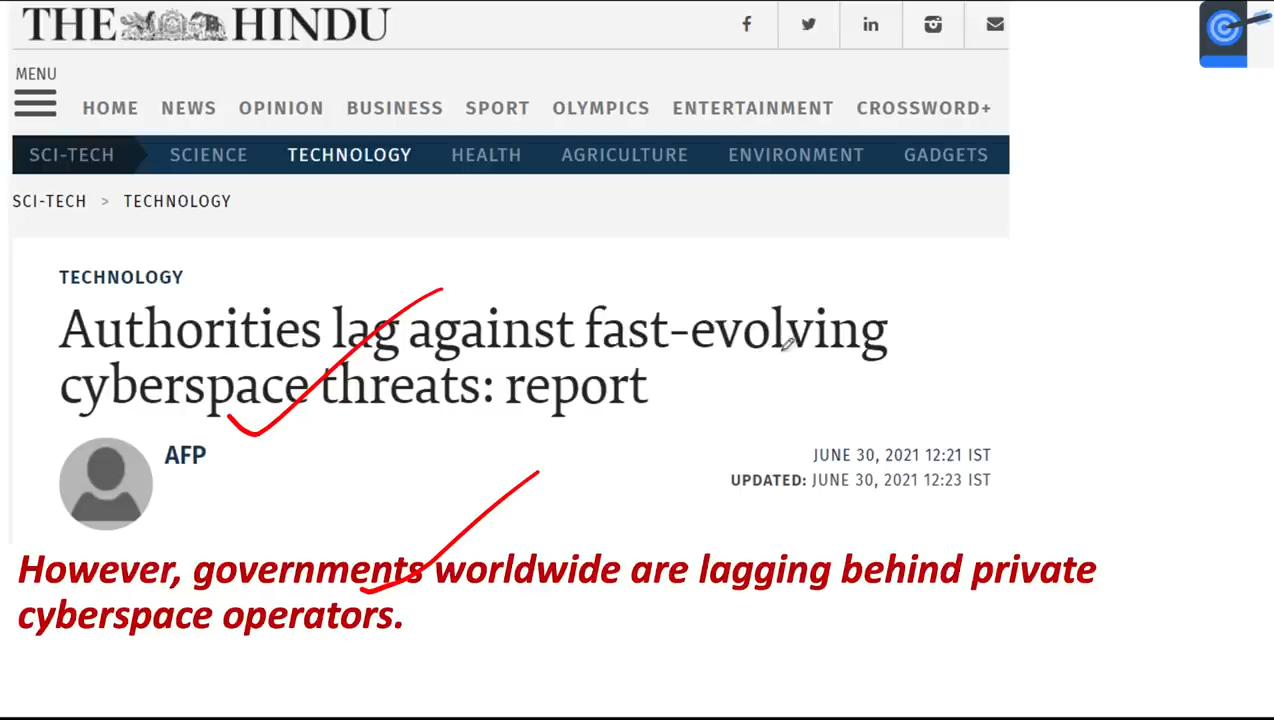 THE HINDU
MENU
HOME NEWS OPINION BUSINESS SPORT OLYMPICS ENTERTAINMENT CROSSWORD+
SCI-TECH SCIENCE TECHNOLOGY HEALTH AGRICULTURE ENVIRONMENT GADGETS
SCI-TECH > TECHNOLOGY
TECHNOLOGY
Authorities lag against fast-evolving
cyberspace threats: report
AFP
JUNE 30, 2021 12:21 IST
UPDATED: JUNE 30, 2021 12:23 IST
However, governments worldwide are lagging behind private
cyberspace operators.